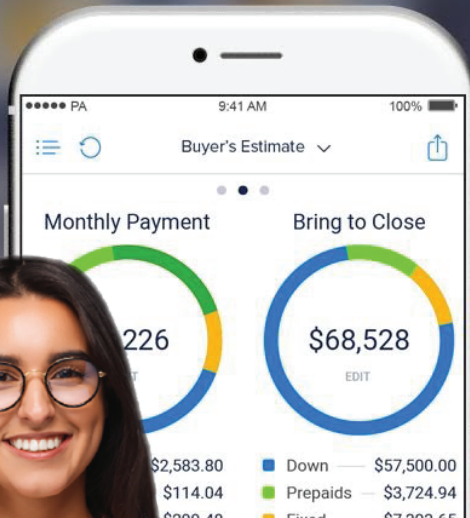 PA 9:41 AM 100%
Buyer's Estimate
Monthly Payment Bring to Close
226 $68,528
EDIT
$2,583.80 Down $57,500.00
$114.04 Prepaids $3,724.94